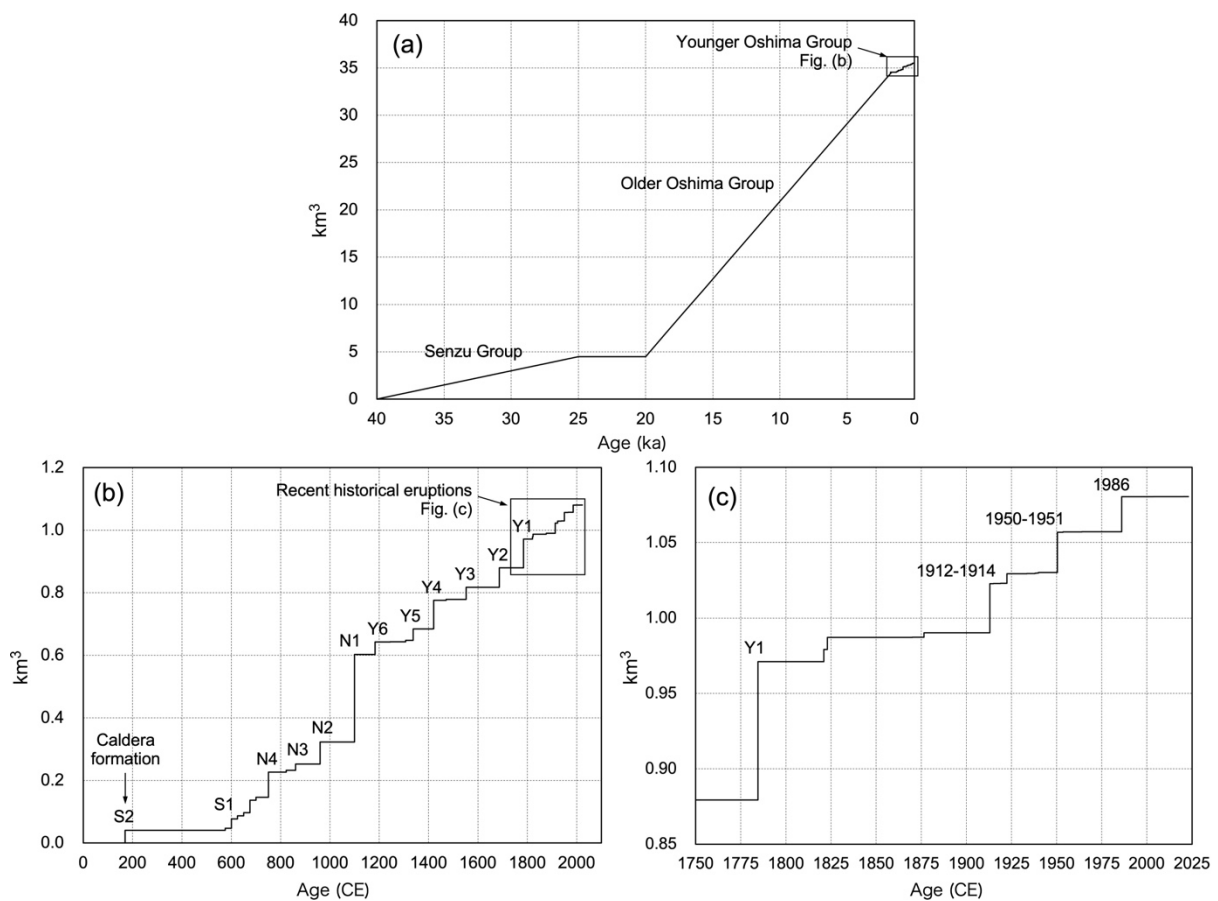 (a)
Younger Oshima Group
Fig. (b)
Older Oshima Group
Senzu Group
km³
40
35
30
25
20
15
10
5
0
40 35 30 25 20 15 10 5 0
Age (ka)
(b)
Recent historical eruptions
Fig. (c)
Y1
Y2
Y3
Y4
Y5
Y6
N1
N2
N3
N4
Caldera
formation
S1
S2
km³
1.2
1.0
0.8
0.6
0.4
0.2
0.0
0 200 400 600 800 1000 1200 1400 1600 1800 2000
Age (CE)
(c)
1986
1950-1951
1912-1914
Y1
km³
1.10
1.05
1.00
0.95
0.90
0.85
1750 1775 1800 1825 1850 1875 1900 1925 1950 1975 2000 2025
Age (CE)